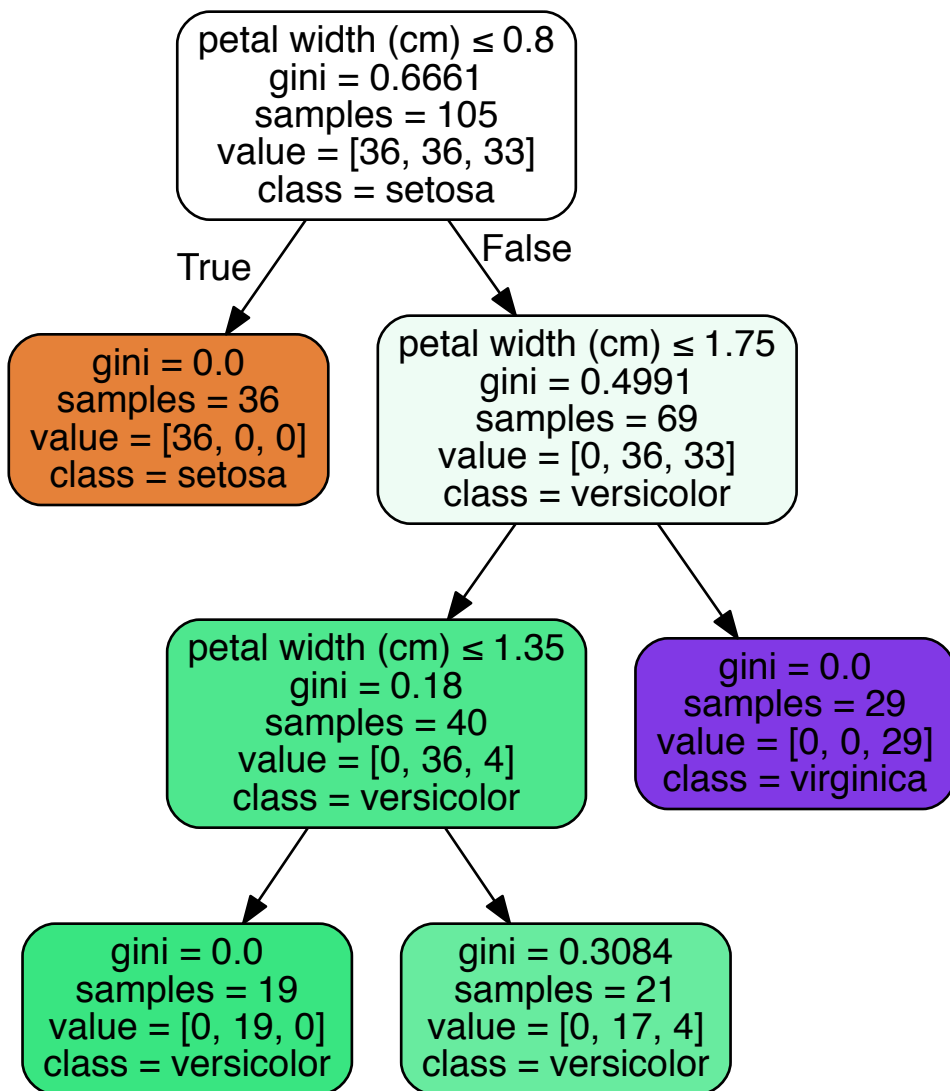 petal width (cm) ≤ 0.8
gini = 0.6661
samples = 105
value = [36, 36, 33]
class = setosa
True
False
gini = 0.0
samples = 36
value = [36, 0, 0]
class = setosa
petal width (cm) ≤ 1.75
gini = 0.4991
samples = 69
value = [0, 36, 33]
class = versicolor
petal width (cm) ≤ 1.35
gini = 0.18
samples = 40
value = [0, 36, 4]
class = versicolor
gini = 0.0
samples = 29
value = [0, 0, 29]
class = virginica
gini = 0.0
samples = 19
value = [0, 19, 0]
class = versicolor
gini = 0.3084
samples = 21
value = [0, 17, 4]
class = versicolor